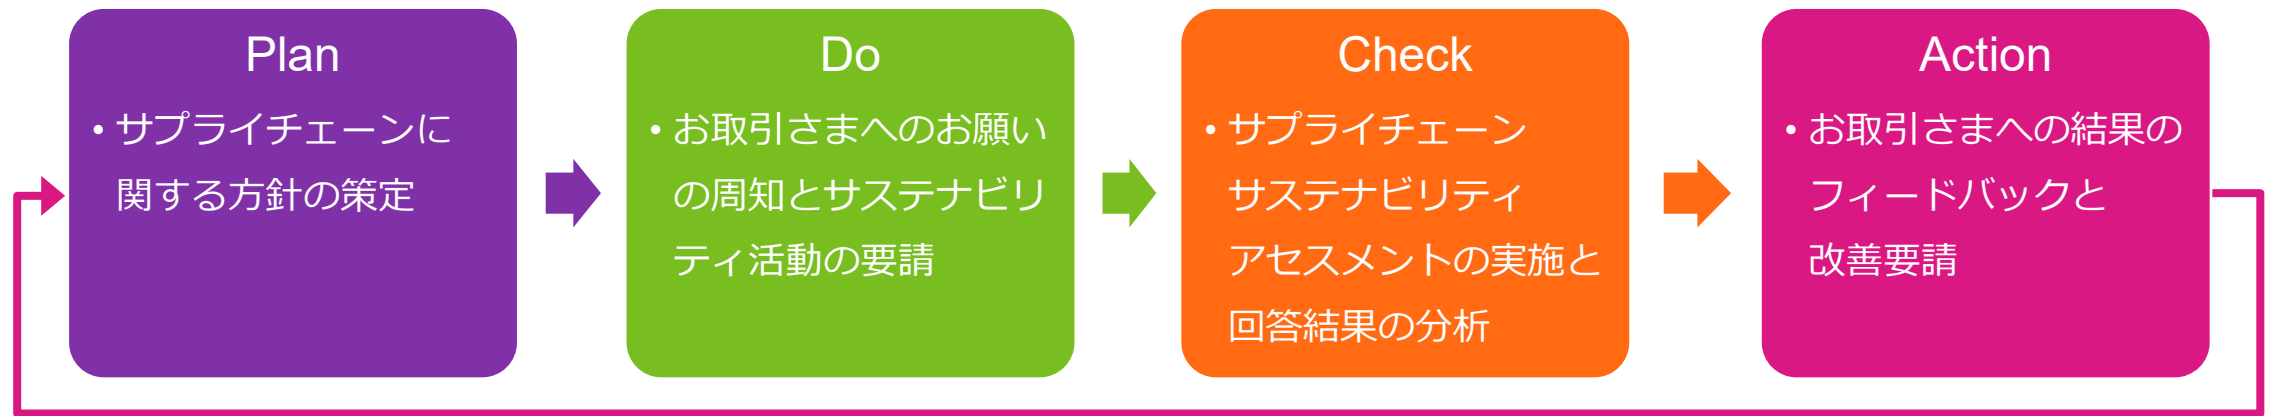 Plan
• サプライチェーンに
関する方針の策定
Do
• お取引さまへのお願い
の周知とサステナビリ
ティ活動の要請
Check
• サプライチェーン
サステナビリティ
アセスメントの実施と
回答結果の分析
Action
• お取引さまへの結果の
フィードバックと
改善要請